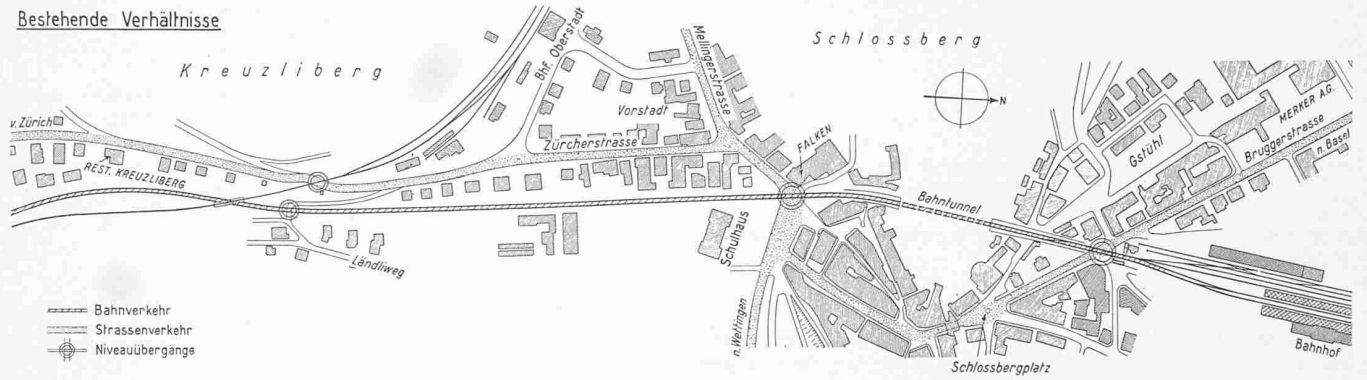 Bestehende Verhältnisse
Kreuzliberg
Schlossberg
v. Zürich
REST. KREUZLIBERG
Bhf. Oberstadt
Mellingerstrasse
Vorstadt
Zürcherstrasse
FALKEN
N
Gstühl
MERKER A.G.
Bruggerstrasse
n. Basel
Bahntunnel
Schulhaus
Ländliweg
n. Wettingen
Schlossbergplatz
Bahnhof
Bahnverkehr
Strassenverkehr
Niveauübergänge